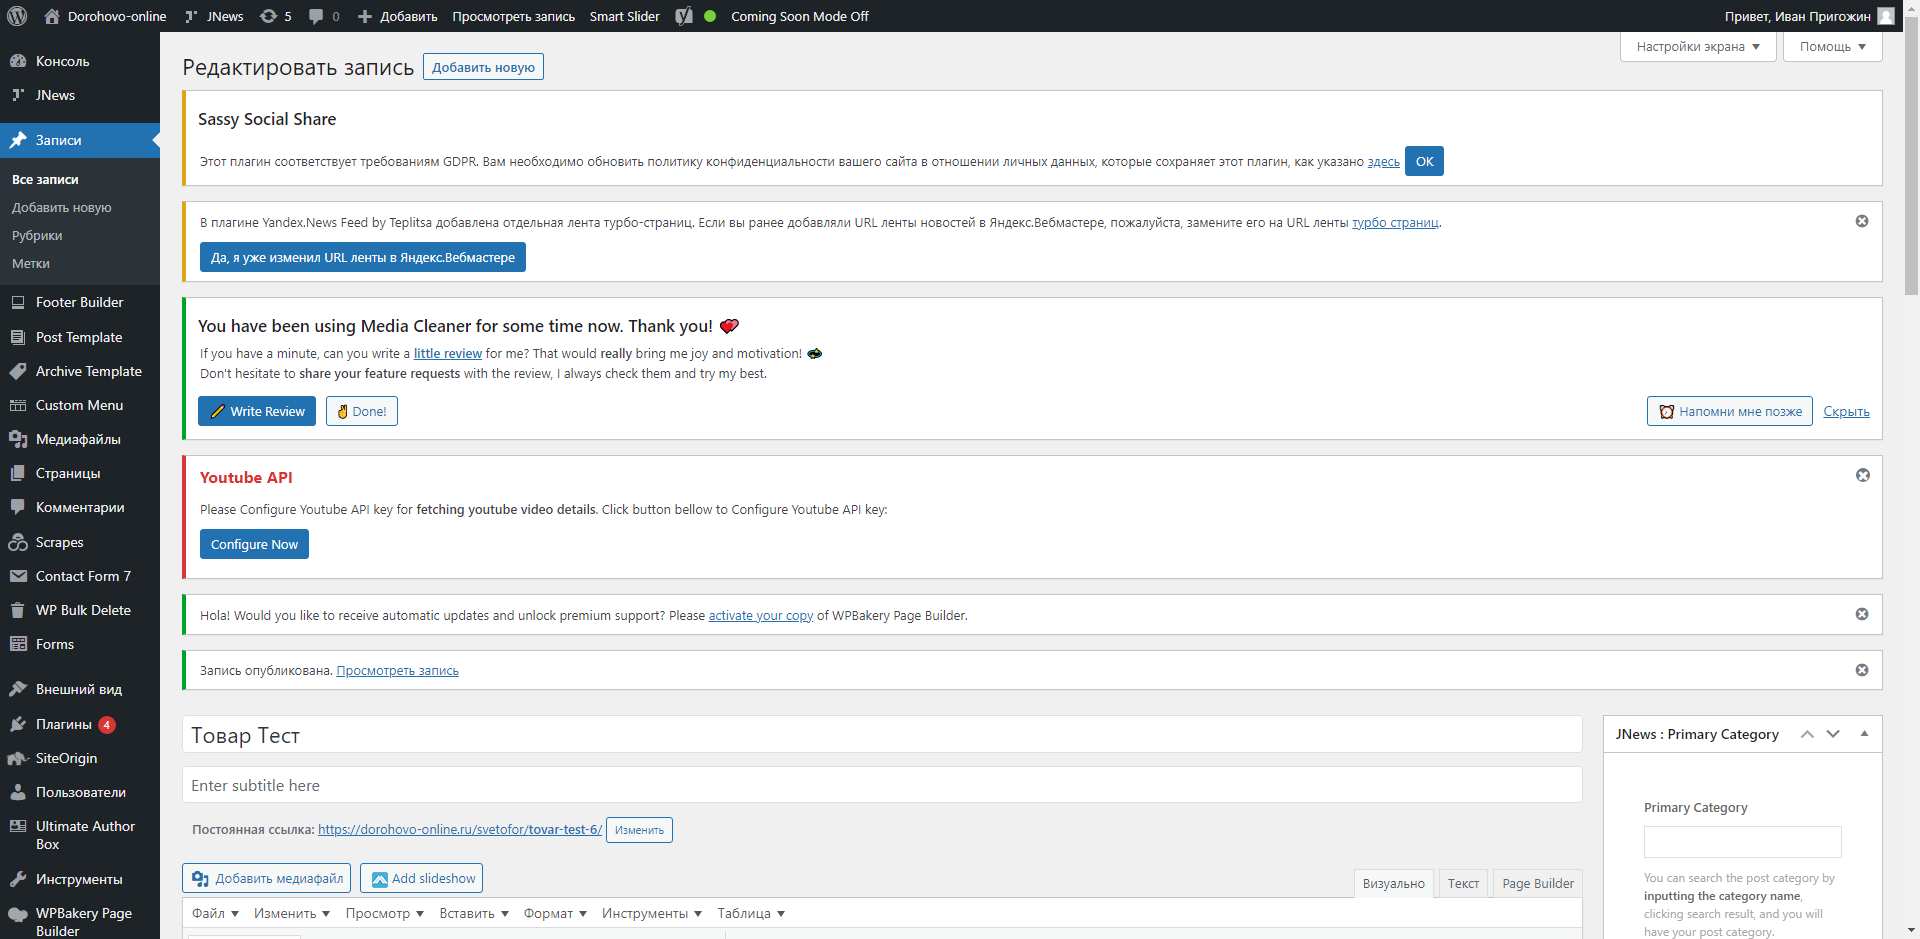 Dorohovo-online
JNews
5
0
Добавить
Просмотреть запись
Smart Slider
Coming Soon Mode Off
Привет, Иван Пригожин
Консоль
JNews
Записи
Все записи
Добавить новую
Рубрики
Метки
Footer Builder
Post Template
Archive Template
Custom Menu
Медиафайлы
Страницы
Комментарии
Scrapes
Contact Form 7
WP Bulk Delete
Forms
Внешний вид
Плагины 4
SiteOrigin
Пользователи
Ultimate Author
Box
Инструменты
WPBakery Page
Builder
Настройки экрана
Помощь
Редактировать запись
Добавить новую
Sassy Social Share
Этот плагин соответствует требованиям GDPR. Вам необходимо обновить политику конфиденциальности вашего сайта в отношении личных данных, которые сохраняет этот плагин, как указано здесь
OK
В плагине Yandex.News Feed by Teplitsa добавлена отдельная лента турбо-страниц. Если вы ранее добавляли URL ленты новостей в Яндекс.Вебмастере, пожалуйста, замените его на URL ленты турбо страниц.
Да, я уже изменил URL ленты в Яндекс.Вебмастере
You have been using Media Cleaner for some time now. Thank you! 💕
If you have a minute, can you write a little review for me? That would really bring me joy and motivation!
Don't hesitate to share your feature requests with the review, I always check them and try my best.
Write Review
Done!
Напомни мне позже
Скрыть
Youtube API
Please Configure Youtube API key for fetching youtube video details. Click button bellow to Configure Youtube API key:
Configure Now
Hola! Would you like to receive automatic updates and unlock premium support? Please activate your copy of WPBakery Page Builder.
Запись опубликована. Просмотреть запись
Товар Тест
Enter subtitle here
Постоянная ссылка: https://dorohovo-online.ru/svetofor/tovar-test-6/
Изменить
Добавить медиафайл
Add slideshow
Визуально
Текст
Page Builder
Файл
Изменить
Просмотр
Вставить
Формат
Инструменты
Таблица
JNews : Primary Category
Primary Category
You can search the post category by
inputting the category name,
clicking search result, and you will
have your post category.